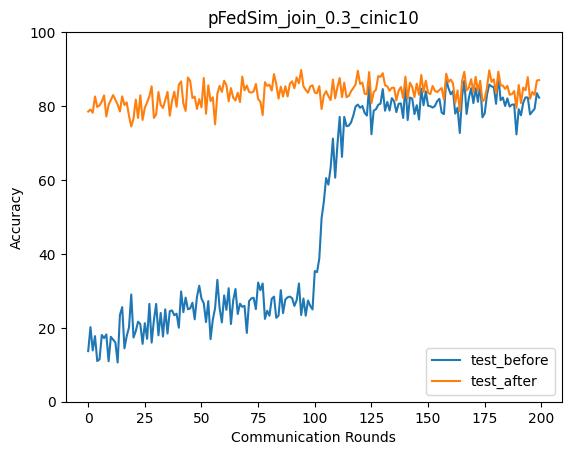 pFedSim_join_0.3_cinic10
100
80
60
40
20
0
Accuracy
0 25 50 75 100 125 150 175 200
Communication Rounds
test_before
test_after